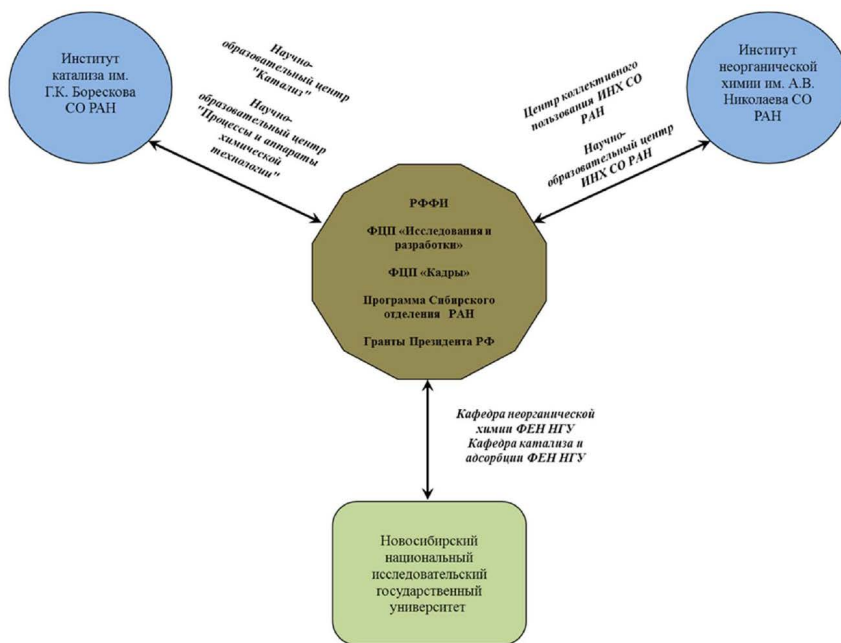 Институт
катализа им.
Г.К. Борескова
СО РАН
Научно-
образовательный центр
"Катализ"
Научно-
образовательный центр
"Процессы и аппараты
химической
технологии"
Центр коллективного
пользования ИНХ СО
РАН
Научно-
образовательный центр
ИНХ СО РАН
Институт
неорганической
химии им. А.В.
Николаева СО
РАН
РФФИ
ФЦП «Исследования и
разработки»
ФЦП «Кадры»
Программа Сибирского
отделения РАН
Гранты Президента РФ
Кафедра неорганической
химии ФЕН НГУ
Кафедра катализа и
адсорбции ФЕН НГУ
Новосибирский
национальный
исследовательский
государственный
университет